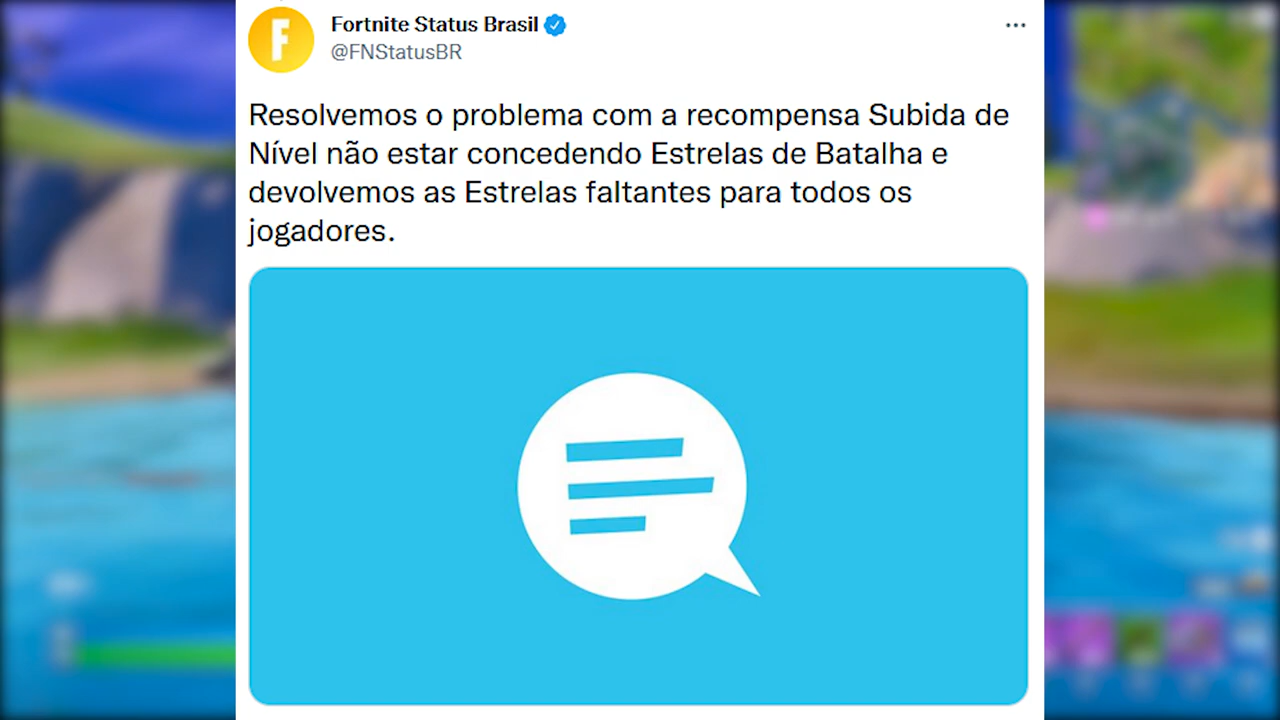 Fortnite Status Brasil
@FNStatusBR
Resolvemos o problema com a recompensa Subida de
Nível não estar concedendo Estrelas de Batalha e
devolvemos as Estrelas faltantes para todos os
jogadores.